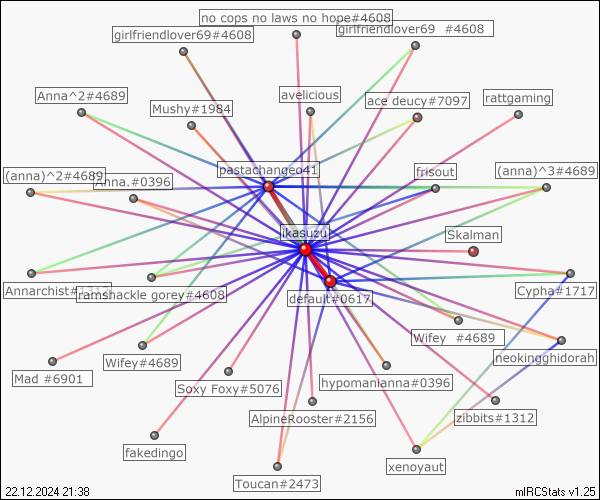 no cops no laws no hope#4608
girlfriendlover69#4608
girlfriendlover69 #4608
Anna^2#4689
avelicious
Mushy#1984
ace deucy#7097
rattgaming
pastachangeo41
frisout
(anna)^2#4689
Anna.#0396
(anna)^3#4689
ikasuzu
Skalman
Annarchist#1312
ramshackle gorey#4608
default#0617
Cypha#1717
Wifey #4689
Wifey#4689
neokingghidorah
Mad #6901
Soxy Foxy#5076
hypomanianna#0396
AlpineRooster#2156
zibbits#1312
fakedingo
xenoyaut
Toucan#2473
22.12.2024 21:38
mIRCStats v1.25